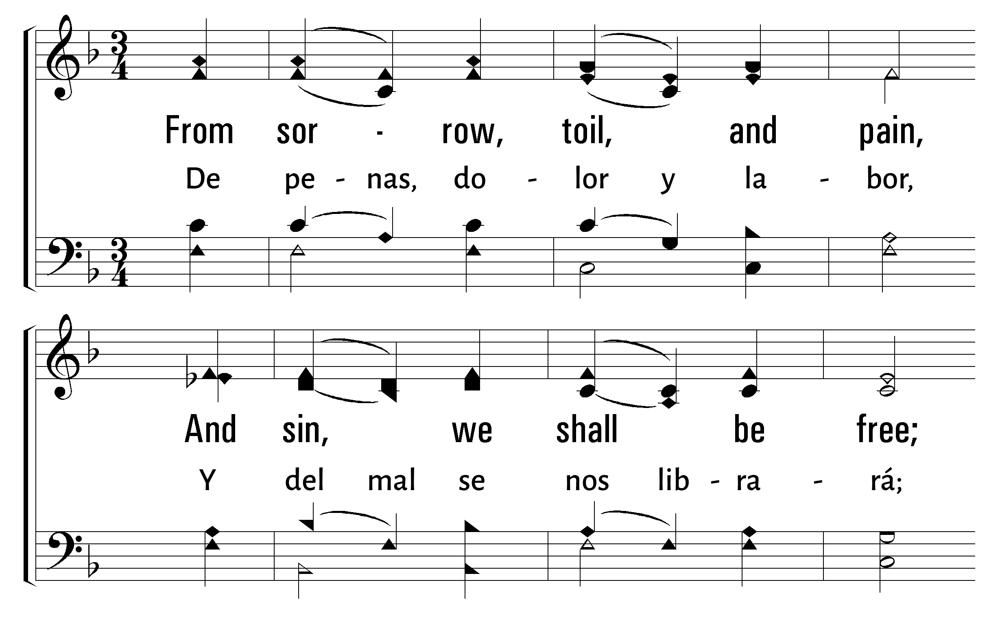 From sor - row, toil, and pain,
De pe - nas, do - lor y la - bor,
And sin, we shall be free;
Y del mal se nos lib - ra - rá;